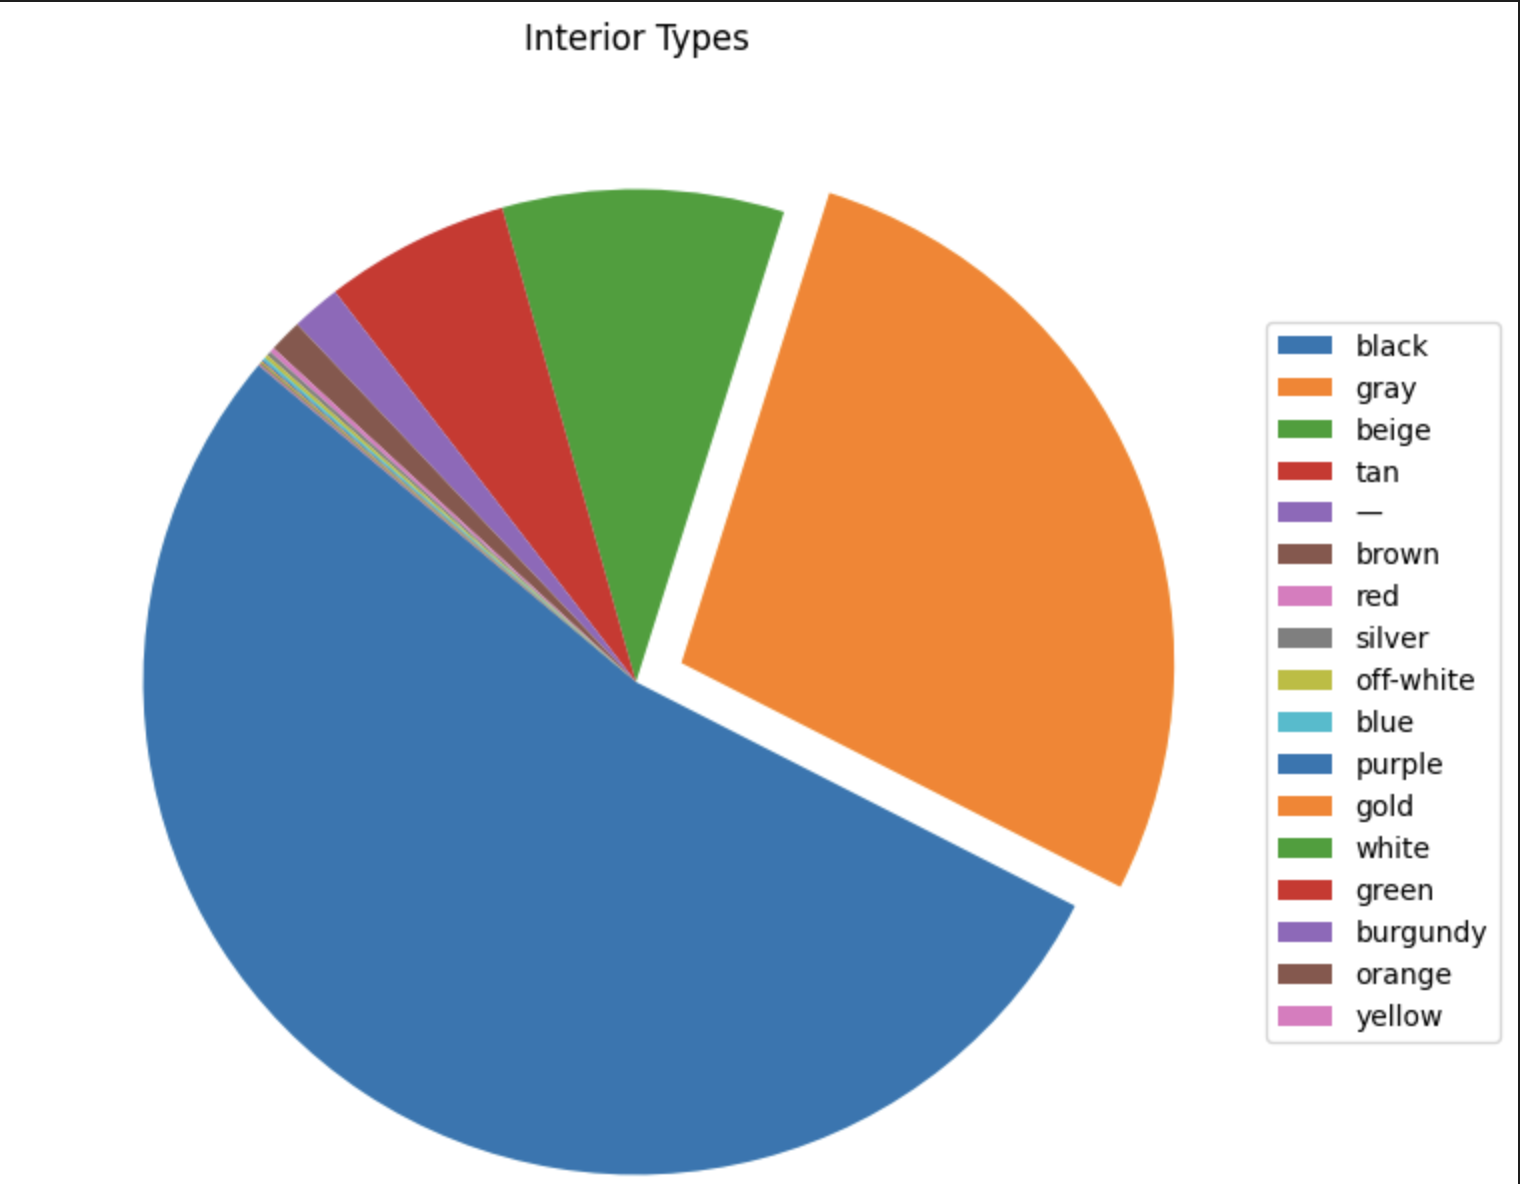 Interior Types
black
gray
beige
tan
—
brown
red
silver
off-white
blue
purple
gold
white
green
burgundy
orange
yellow